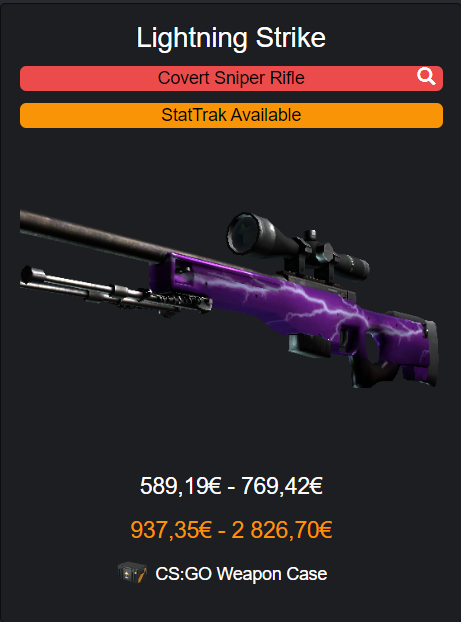 Lightning Strike
Covert Sniper Rifle
StatTrak Available
589,19€ - 769,42€
937,35€ - 2 826,70€
CS:GO Weapon Case